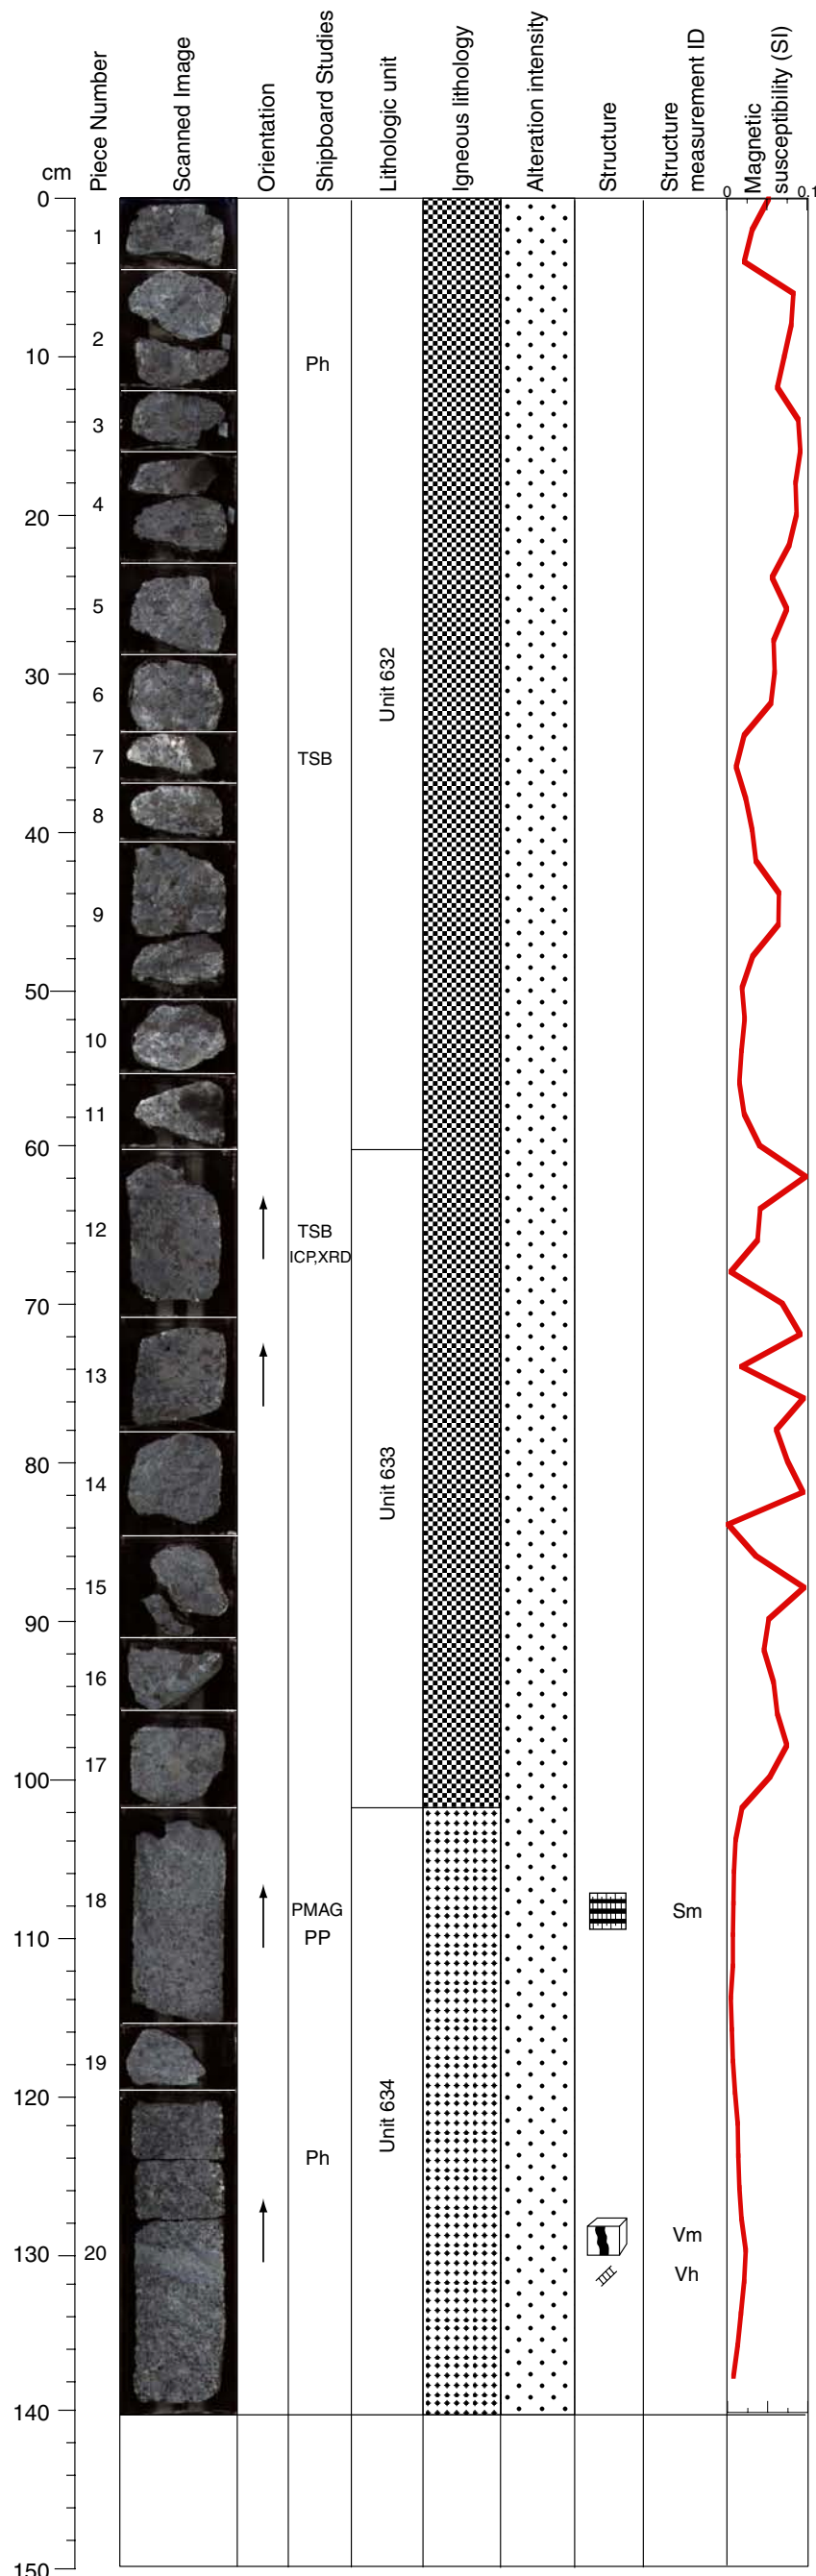 cm
Piece Number
Scanned Image
Orientation
Shipboard Studies
Lithologic unit
Igneous lithology
Alteration intensity
Structure
Structure
measurement ID
Magnetic
susceptibility (SI)
0
0.1
0
1
2
10
Ph
3
4
20
5
30
6
Unit 632
7
TSB
8
40
9
50
10
11
60
12
TSB
ICP,XRD
70
13
80
14
Unit 633
15
90
16
17
100
18
PMAG
PP
Sm
110
19
120
Unit 634
Ph
Vm
130
20
Vh
140
150